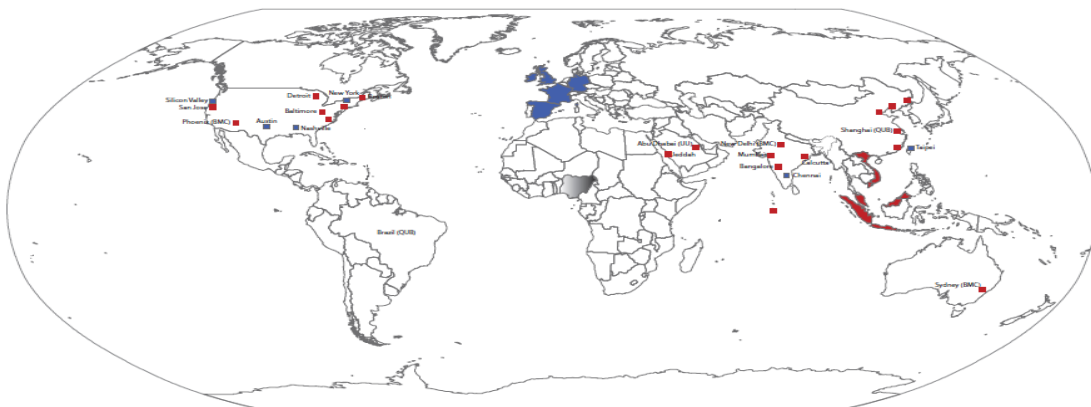 Silicon Valley
San Jose
Phoenix (BMC)
Detroit
Baltimore
Austin
New York
Boston
Nashville
Brazil (QUB)
Abu Dhabi (UU)
Jeddah
New Delhi (BMC)
Mumbai
Bangalore
Calcutta
Chennai
Shanghai (QUB)
Taipei
Sydney (BMC)